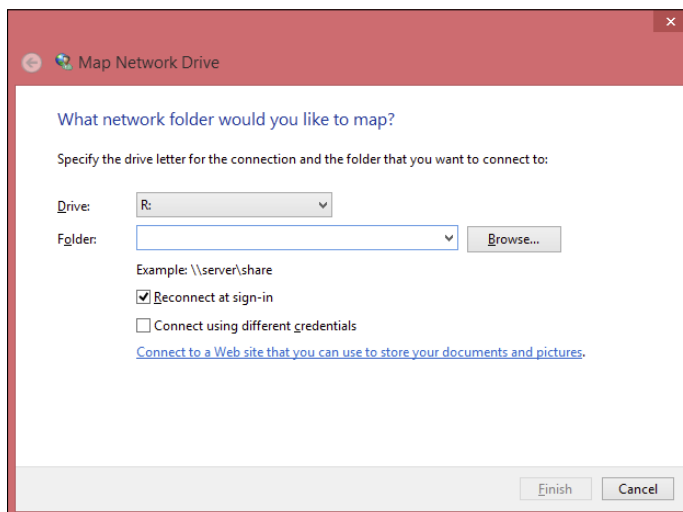 Map Network Drive
What network folder would you like to map?
Specify the drive letter for the connection and the folder that you want to connect to:
Drive: R:
Folder: Browse...
Example: \\server\share
Reconnect at sign-in
Connect using different credentials
Connect to a Web site that you can use to store your documents and pictures.
Finish Cancel